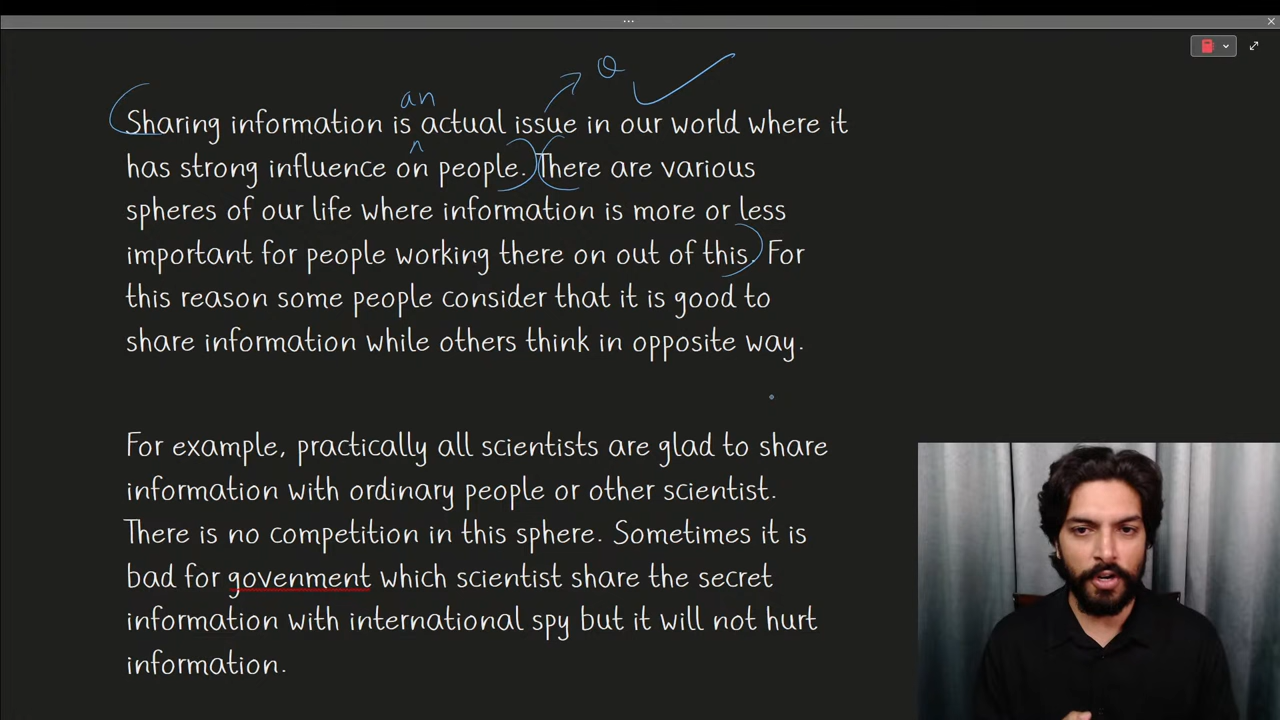 an
Sharing information is actual issue in our world where it
has strong influence on people. There are various
spheres of our life where information is more or less
important for people working there on out of this. For
this reason some people consider that it is good to
share information while others think in opposite way.
For example, practically all scientists are glad to share
information with ordinary people or other scientist.
There is no competition in this sphere. Sometimes it is
bad for govenment which scientist share the secret
information with international spy but it will not hurt
information.